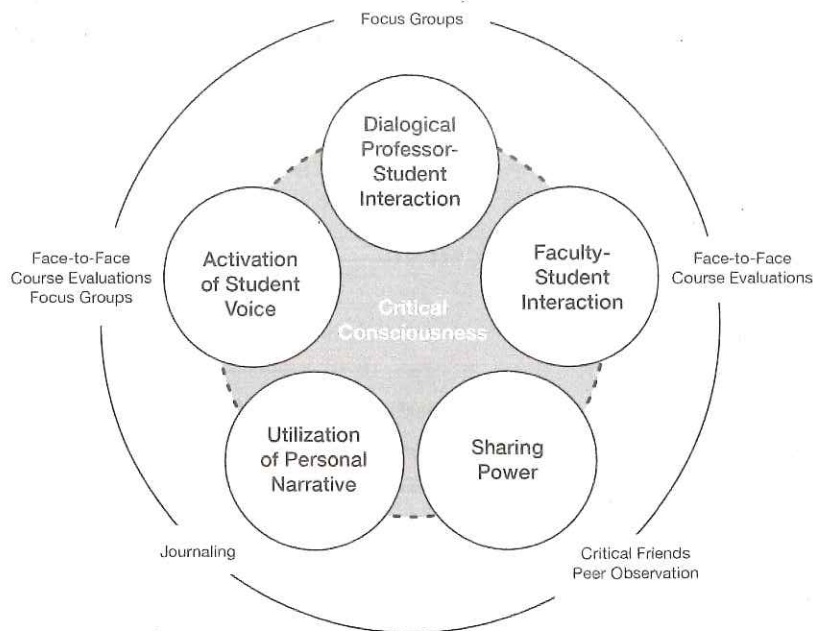 Focus Groups
Dialogical
Professor-
Student
Interaction
Face-to-Face
Course Evaluations
Focus Groups
Activation
of Student
Voice
Faculty-
Student
Interaction
Face-to-Face
Course Evaluations
Critical
Consciousness
Utilization
of Personal
Narrative
Sharing
Power
Journaling
Critical Friends
Peer Observation